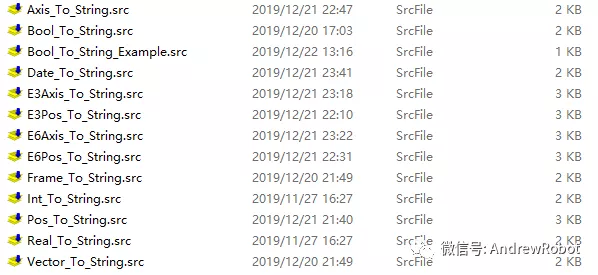 Axis_To_String.src 2019/12/21 22:47 SrcFile 2 KB
Bool_To_String.src 2019/12/20 17:03 SrcFile 2 KB
Bool_To_String_Example.src 2019/12/22 13:16 SrcFile 1 KB
Date_To_String.src 2019/12/21 23:41 SrcFile 2 KB
E3Axis_To_String.src 2019/12/21 23:18 SrcFile 3 KB
E3Pos_To_String.src 2019/12/21 22:10 SrcFile 3 KB
E6Axis_To_String.src 2019/12/21 23:22 SrcFile 3 KB
E6Pos_To_String.src 2019/12/21 22:31 SrcFile 3 KB
Frame_To_String.src 2019/12/20 21:49 SrcFile 2 KB
Int_To_String.src 2019/11/27 16:27 SrcFile 2 KB
Pos_To_String.src 2019/12/21 21:40 SrcFile 3 KB
Real_To_String.src 2019/11/27 16:27 SrcFile 2 KB
Vector_To_String.src 2019/12/20 21:49 SrcFile 2 KB
微信号: AndrewRobot